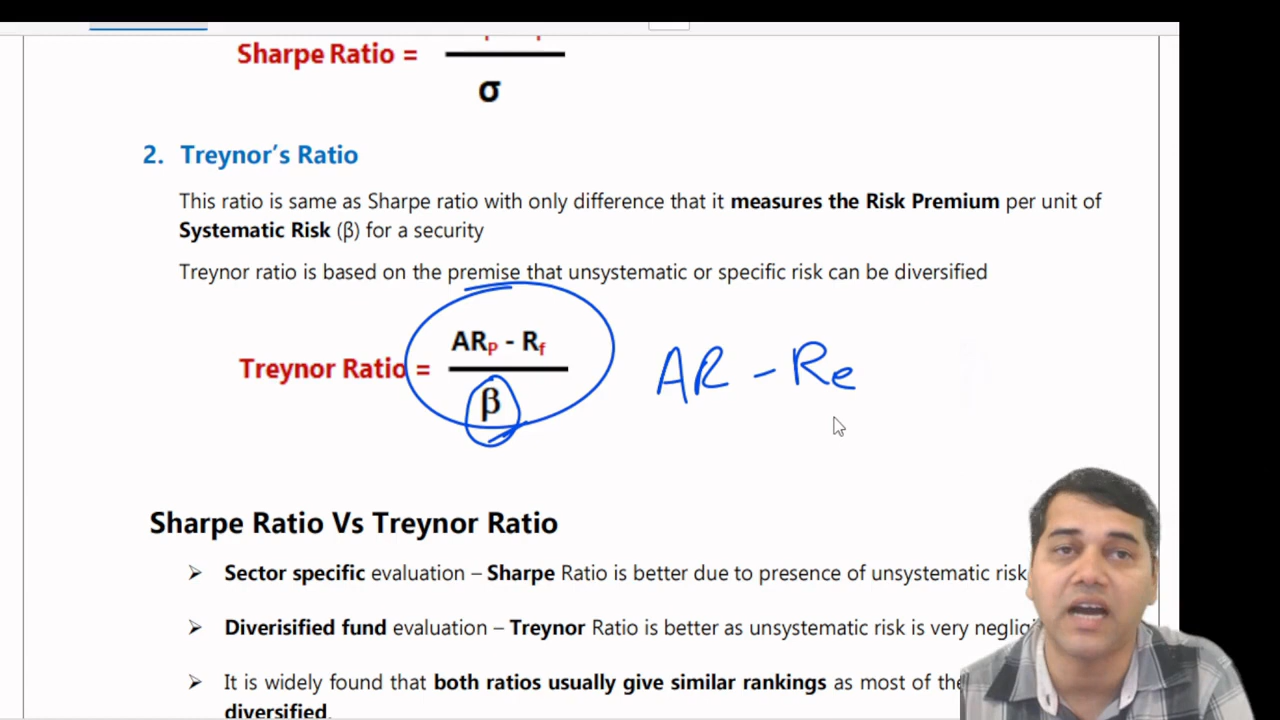 Sharpe Ratio =
σ
2. Treynor's Ratio
This ratio is same as Sharpe ratio with only difference that it measures the Risk Premium per unit of
Systematic Risk (β) for a security
Treynor ratio is based on the premise that unsystematic or specific risk can be diversified
Treynor Ratio = ARp - Rf
β
AR - Re
Sharpe Ratio Vs Treynor Ratio
➢ Sector specific evaluation – Sharpe Ratio is better due to presence of unsystematic risk
➢ Diverisified fund evaluation – Treynor Ratio is better as unsystematic risk is very
➢ It is widely found that both ratios usually give similar rankings as most of the
diversified.